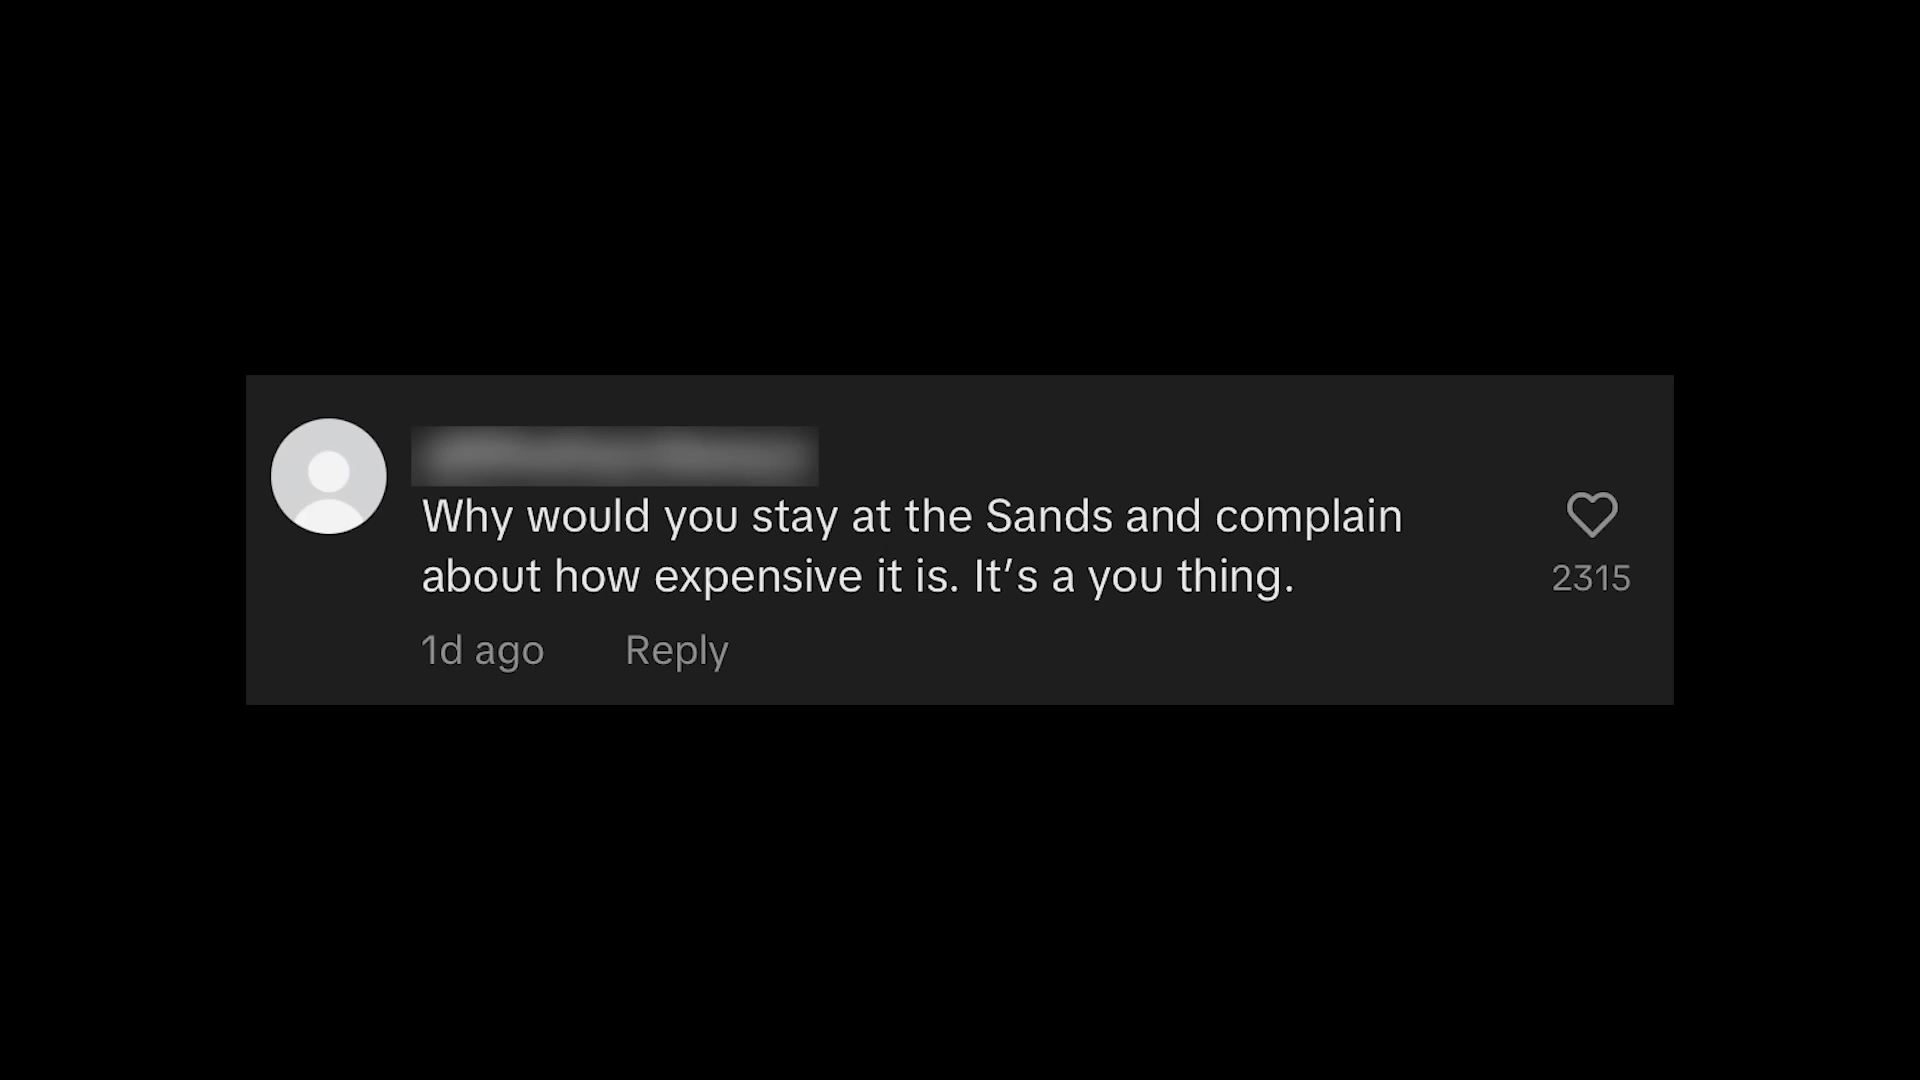 Why would you stay at the Sands and complain
about how expensive it is. It’s a you thing.
2315
1d ago Reply